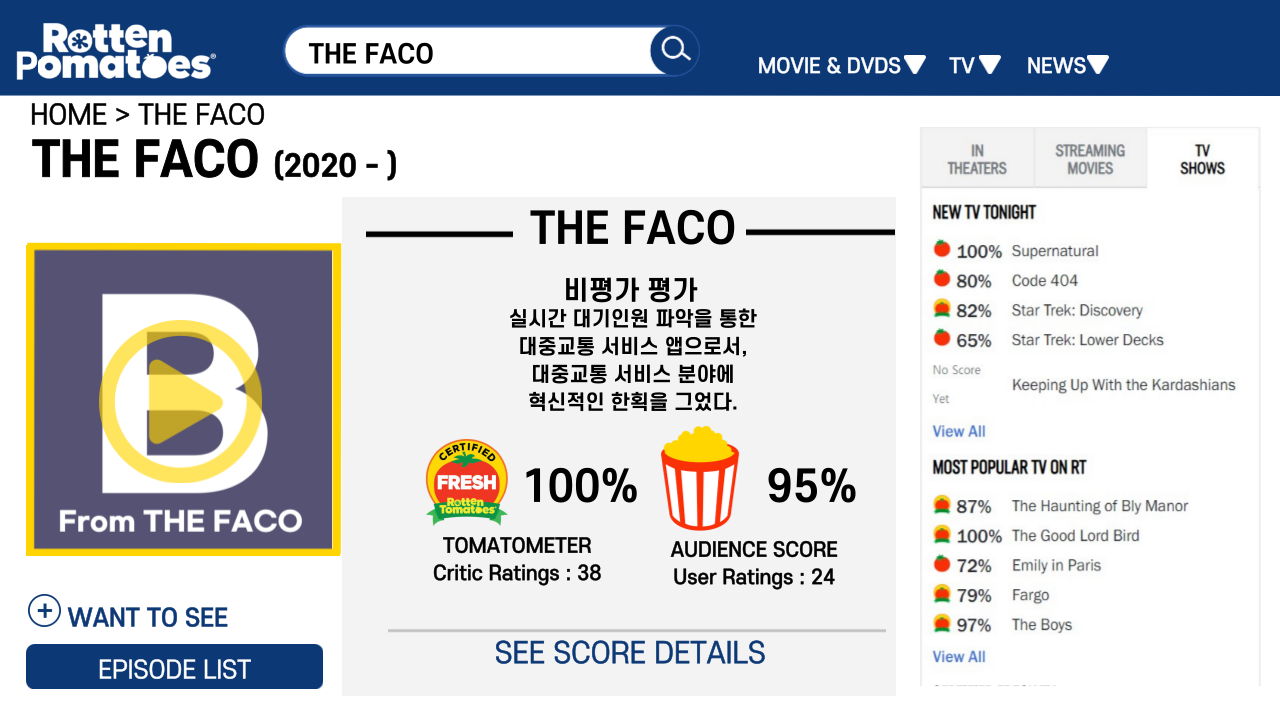 Rotten
Pomatoes®
THE FACO
MOVIE & DVDS
TV
NEWS
HOME > THE FACO
THE FACO (2020 - )
B
From THE FACO
WANT TO SEE
EPISODE LIST
THE FACO
비평가 평가
실시간 대기인원 파악을 통한
대중교통 서비스 앱으로서,
대중교통 서비스 분야에
혁신적인 한획을 그었다.
CERTIFIED
FRESH
Rotten
Tomatoes
100%
95%
TOMATOMETER
Critic Ratings : 38
AUDIENCE SCORE
User Ratings : 24
SEE SCORE DETAILS
IN
THEATERS
STREAMING
MOVIES
TV
SHOWS
NEW TV TONIGHT
100% Supernatural
80% Code 404
82% Star Trek: Discovery
65% Star Trek: Lower Decks
No Score
Yet
Keeping Up With the Kardashians
View All
MOST POPULAR TV ON RT
87% The Haunting of Bly Manor
100% The Good Lord Bird
72% Emily in Paris
79% Fargo
97% The Boys
View All